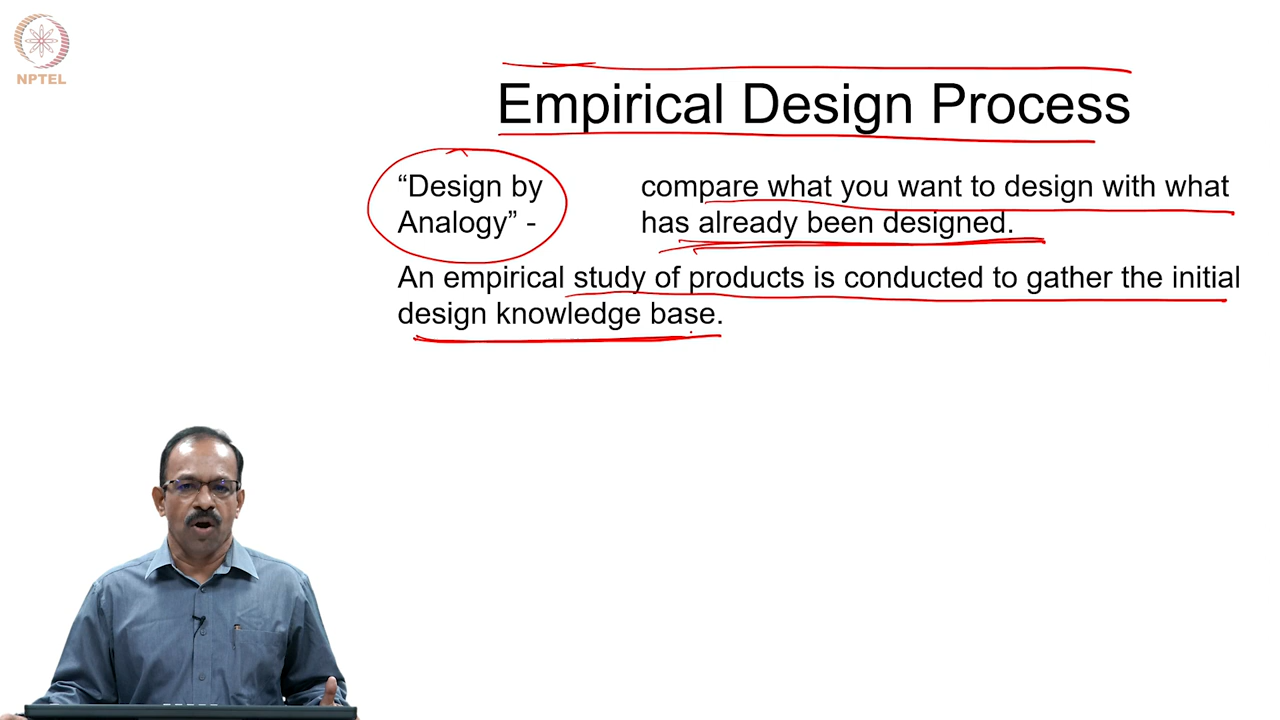 NPTEL
Empirical Design Process
“Design by
Analogy” -
compare what you want to design with what
has already been designed.
An empirical study of products is conducted to gather the initial
design knowledge base.